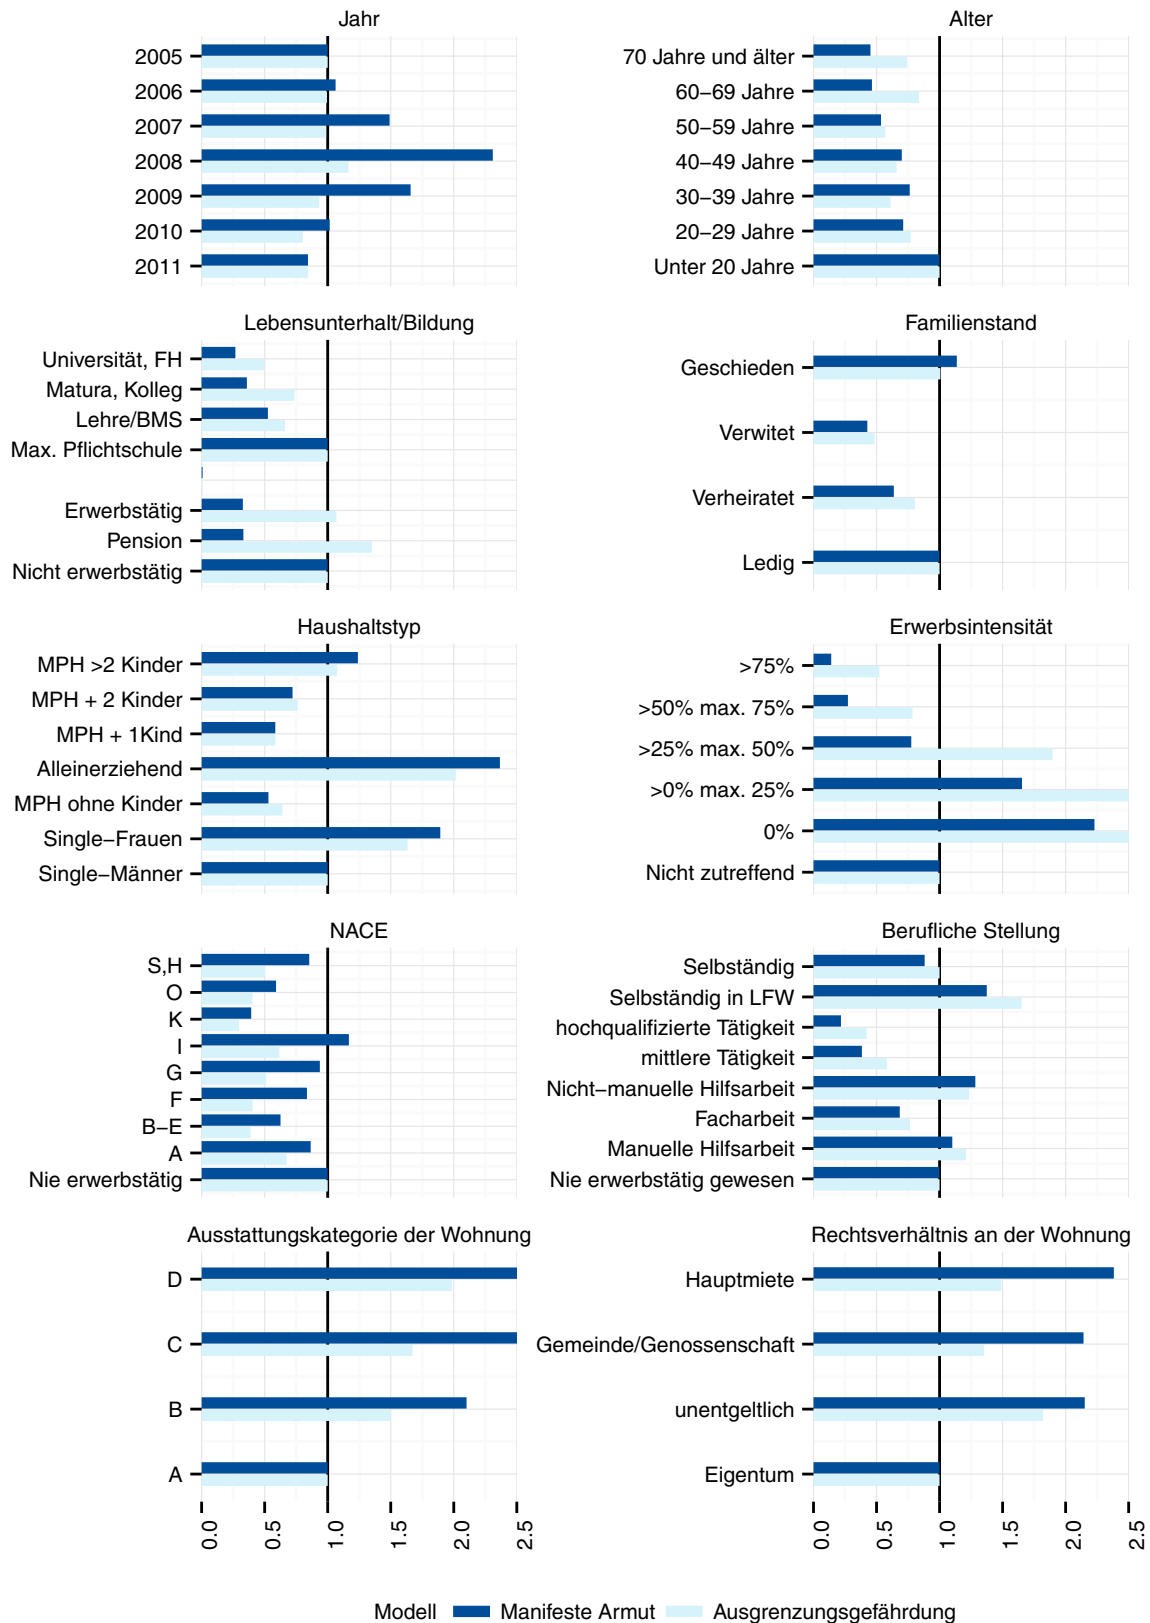 Jahr
2005
2006
2007
2008
2009
2010
2011
Alter
70 Jahre und älter
60−69 Jahre
50−59 Jahre
40−49 Jahre
30−39 Jahre
20−29 Jahre
Unter 20 Jahre
Lebensunterhalt/Bildung
Universität, FH
Matura, Kolleg
Lehre/BMS
Max. Pflichtschule
Erwerbstätig
Pension
Nicht erwerbstätig
Familienstand
Geschieden
Verwitet
Verheiratet
Ledig
Haushaltstyp
MPH >2 Kinder
MPH + 2 Kinder
MPH + 1Kind
Alleinerziehend
MPH ohne Kinder
Single−Frauen
Single−Männer
Erwerbsintensität
>75%
>50% max. 75%
>25% max. 50%
>0% max. 25%
0%
Nicht zutreffend
NACE
S,H
O
K
I
G
F
B−E
A
Nie erwerbstätig
Berufliche Stellung
Selbständig
Selbständig in LFW
hochqualifizierte Tätigkeit
mittlere Tätigkeit
Nicht−manuelle Hilfsarbeit
Facharbeit
Manuelle Hilfsarbeit
Nie erwerbstätig gewesen
Ausstattungskategorie der Wohnung
D
C
B
A
0.0
0.5
1.0
1.5
2.0
2.5
Rechtsverhältnis an der Wohnung
Hauptmiete
Gemeinde/Genossenschaft
unentgeltlich
Eigentum
0.0
0.5
1.0
1.5
2.0
2.5
Modell Manifeste Armut Ausgrenzungsgefährdung